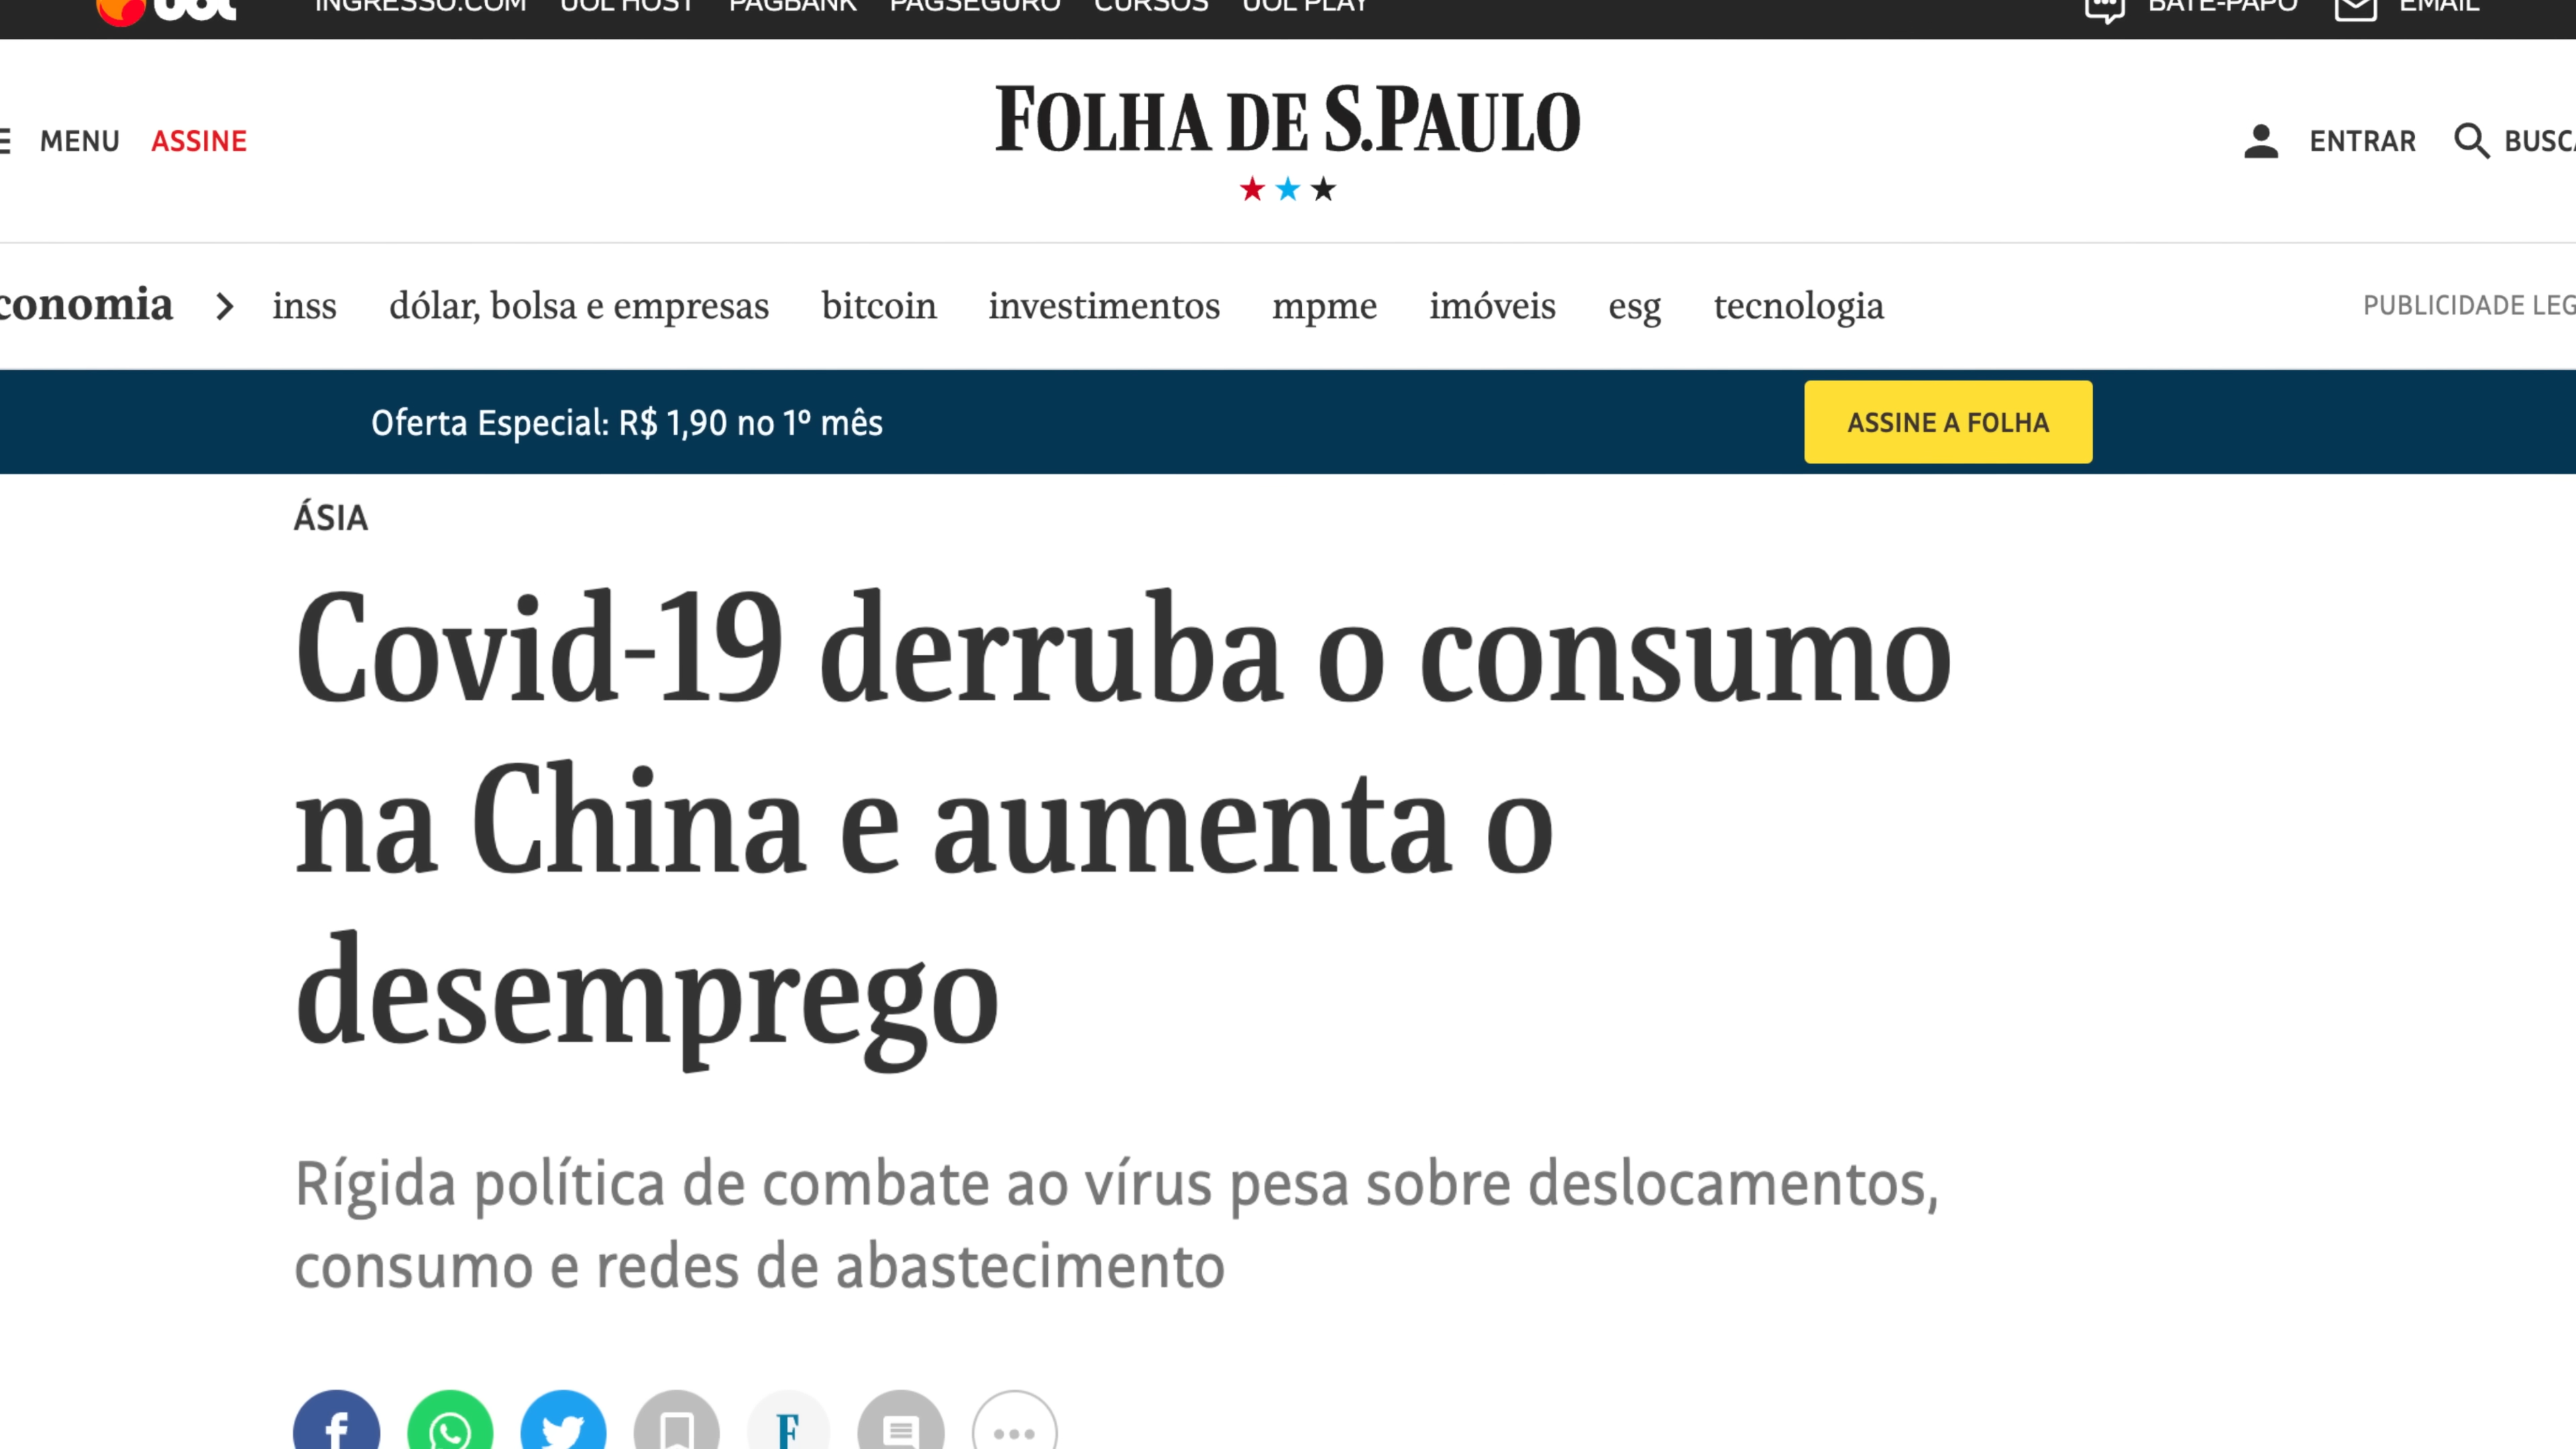 uol INGRESSO.COM UOL HOST PAGBANK PAGSEGURO CURSOS UOL PLAY BATE-PAPO EMAIL
MENU ASSINE FOLHA DE S.PAULO ENTRAR
conomia > inss dólar, bolsa e empresas bitcoin investimentos mpme imóveis esg tecnologia PUBLICIDADE LEG
Oferta Especial: R$ 1,90 no 1º mês ASSINE A FOLHA
ÁSIA
Covid-19 derruba o consumo
na China e aumenta o
desemprego
Rígida política de combate ao vírus pesa sobre deslocamentos,
consumo e redes de abastecimento